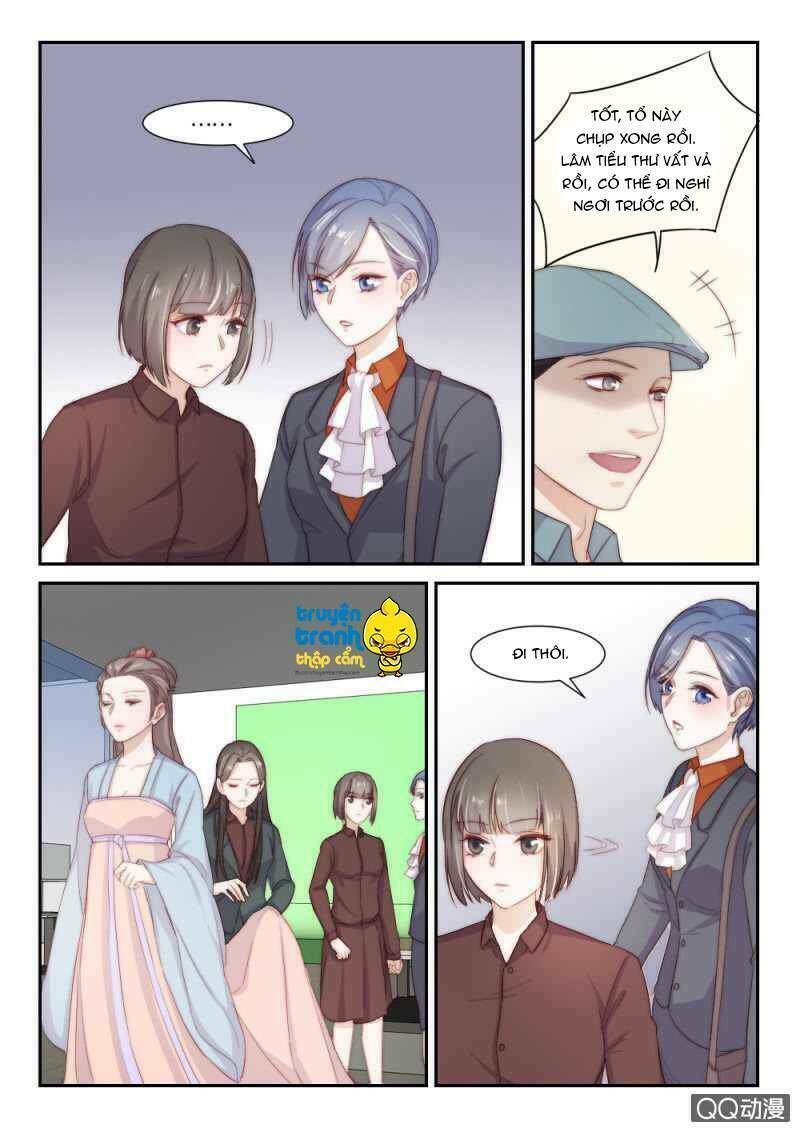 ......
TỐT, TỔ NÀY
CHỤP XONG RỒI.
LÂM TIỂU THƯ VẤT VẢ
RỒI, CÓ THỂ ĐI NGHỈ
NGƠI TRƯỚC RỒI.
truyện
tranh
thập cẩm
ĐI THÔI.
QQ动漫